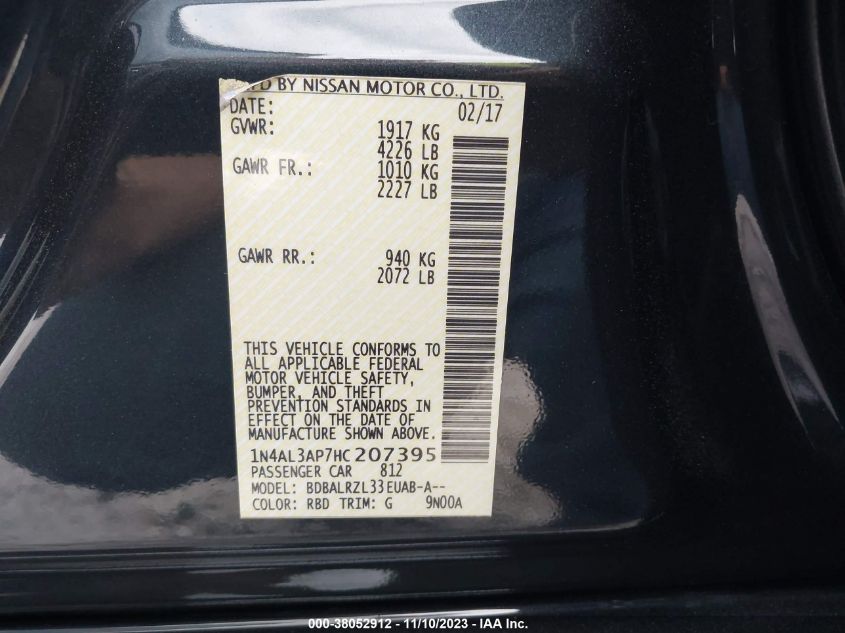 FD BY NISSAN MOTOR CO., LTD.
DATE: 02/17
GVWR: 1917 KG
4226 LB
GAWR FR.: 1010 KG
2227 LB
GAWR RR.: 940 KG
2072 LB
THIS VEHICLE CONFORMS TO
ALL APPLICABLE FEDERAL
MOTOR VEHICLE SAFETY,
BUMPER, AND THEFT
PREVENTION STANDARDS IN
EFFECT ON THE DATE OF
MANUFACTURE SHOWN ABOVE.
1N4AL3AP7HC207395
PASSENGER CAR 812
MODEL: BDBALRZL33EUAB-A--
COLOR: RBD TRIM: G 9N00A
000-38052912 - 11/10/2023 - IAA Inc.